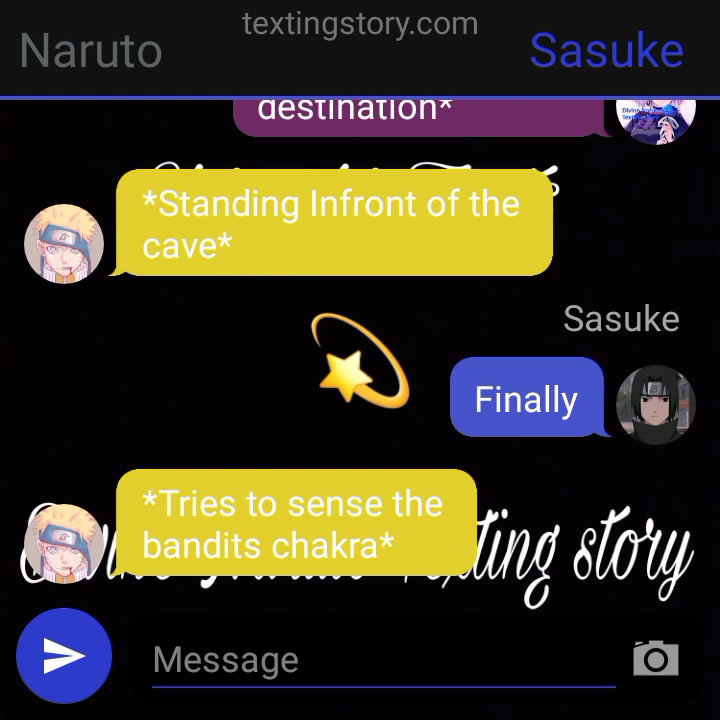 textingstory.com
Naruto
Sasuke
destination*
*Standing Infront of the
cave*
Sasuke
Finally
*Tries to sense the
bandits chakra*
texting story
Message